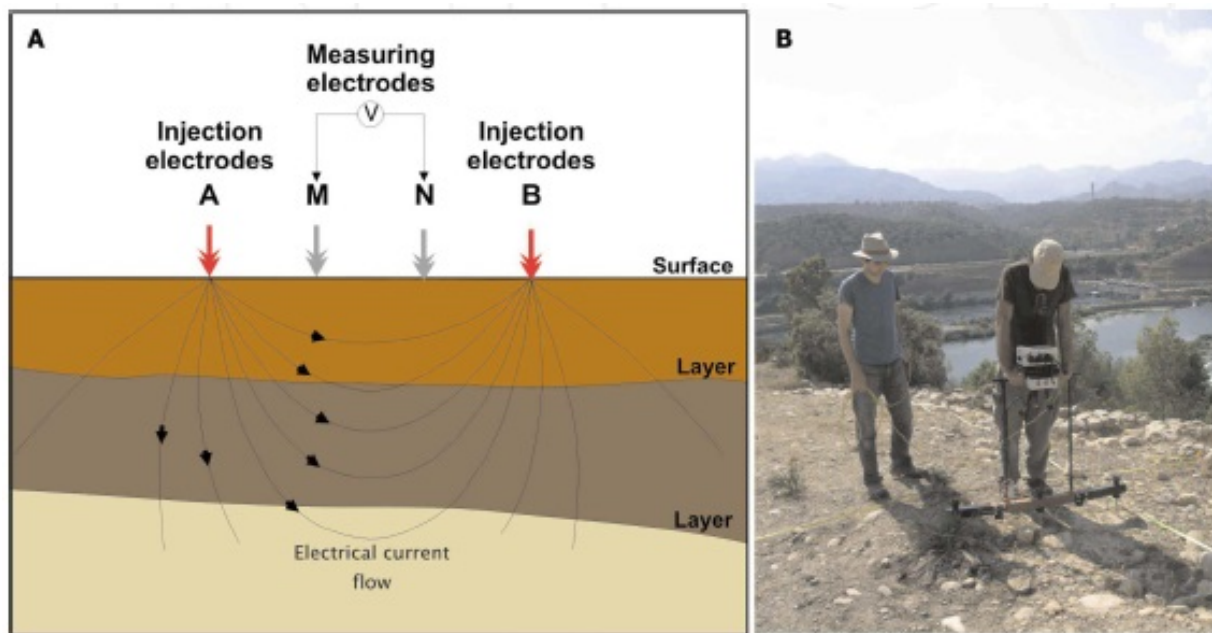 A
Measuring
electrodes
V
Injection
electrodes
A
M
N
Injection
electrodes
B
Surface
Layer
Layer
Electrical current
flow
B